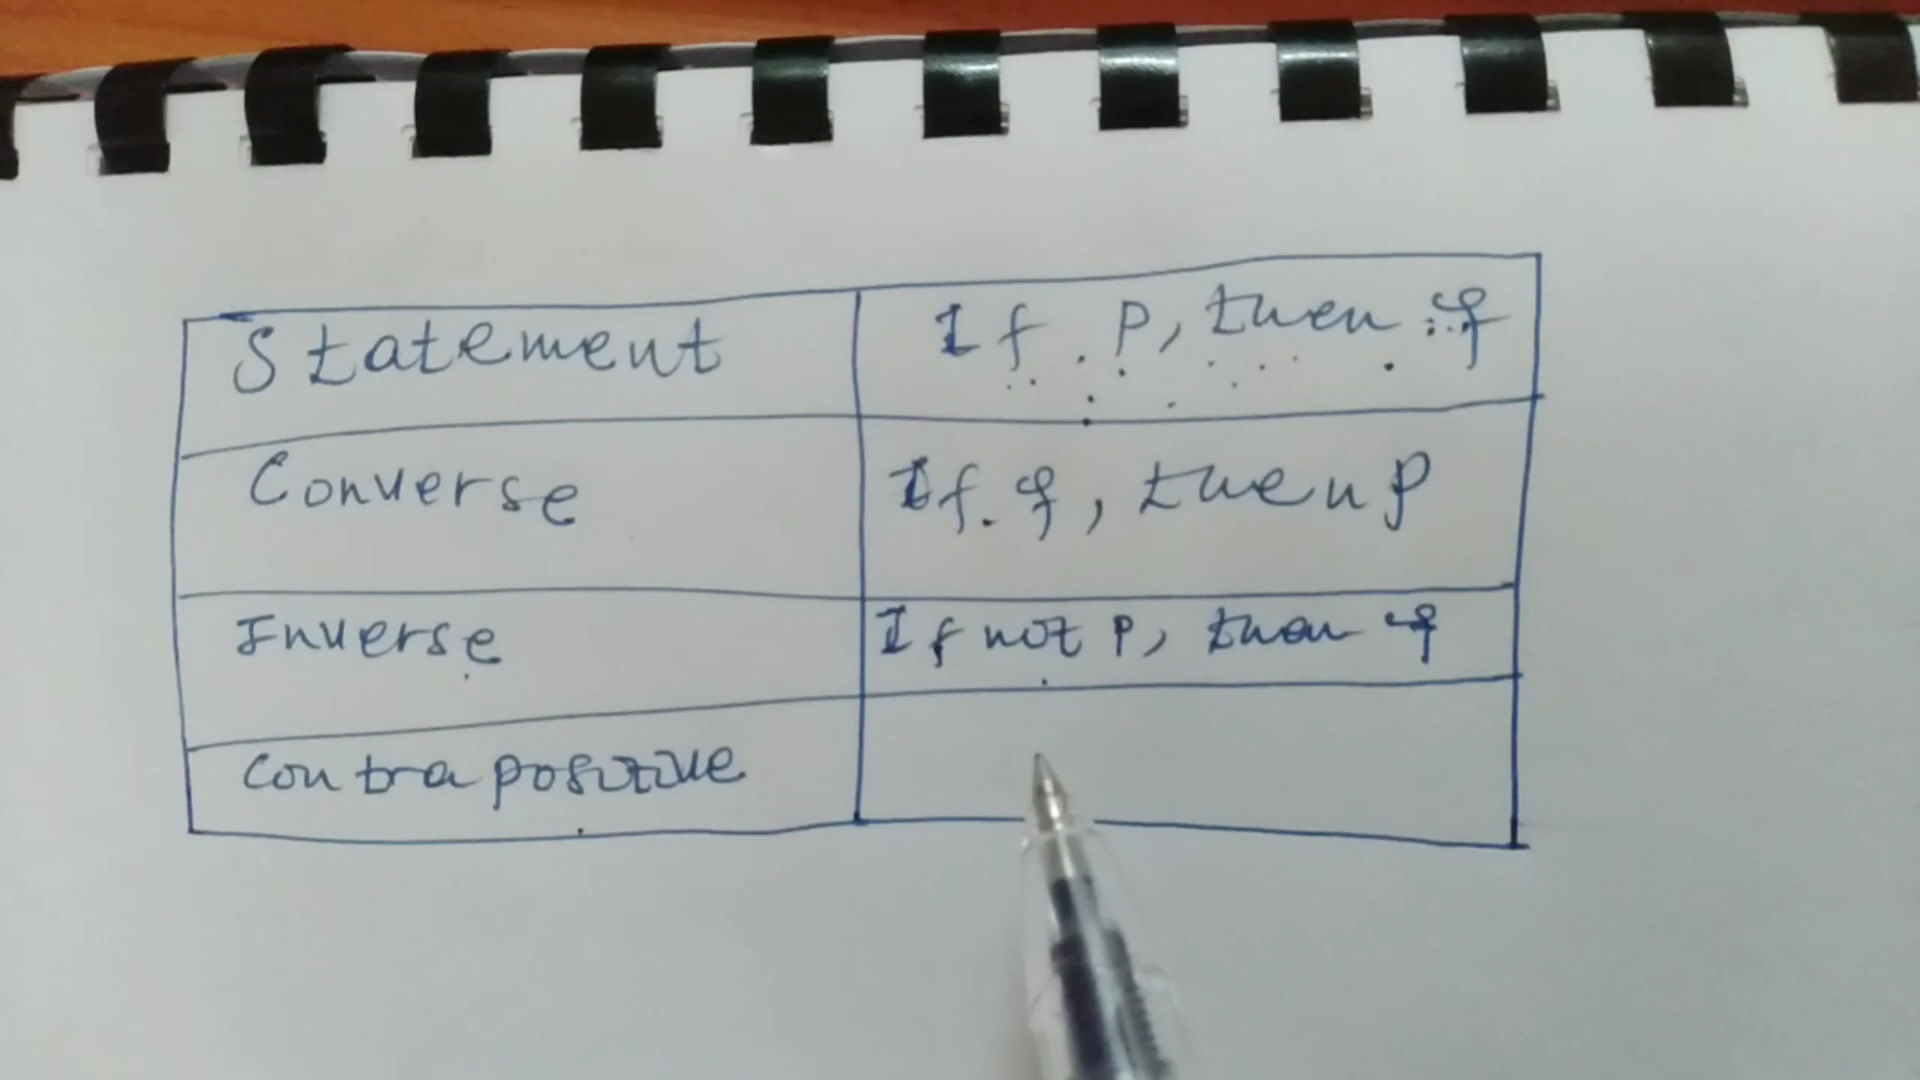 Statement
If p, then q
Converse
If q, then p
Inverse
If not p, then q
Contrapositive